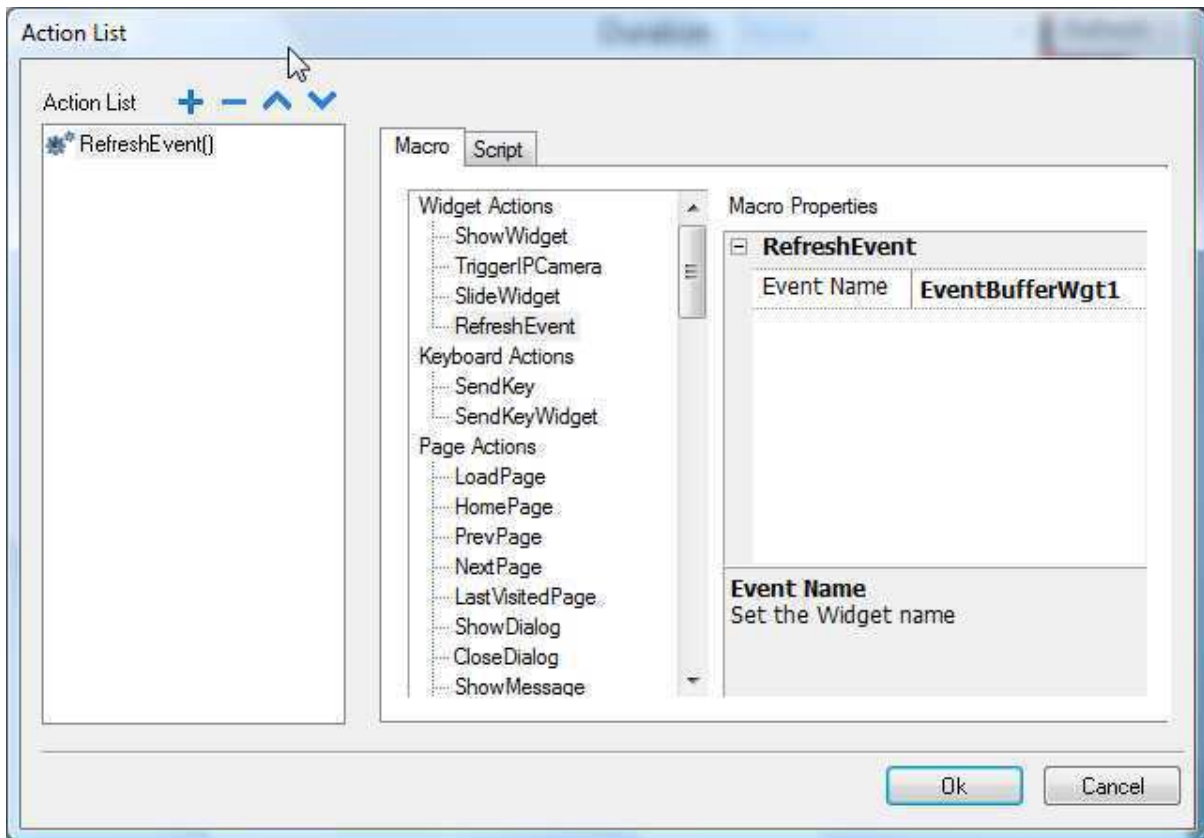 Action List
Action List
RefreshEvent()
Macro
Script
Widget Actions
ShowWidget
TriggerIPCamera
SlideWidget
RefreshEvent
Keyboard Actions
SendKey
SendKeyWidget
Page Actions
LoadPage
HomePage
PrevPage
NextPage
LastVisitedPage
ShowDialog
CloseDialog
ShowMessage
Macro Properties
RefreshEvent
Event Name EventBufferWgt1
Event Name
Set the Widget name
Ok
Cancel